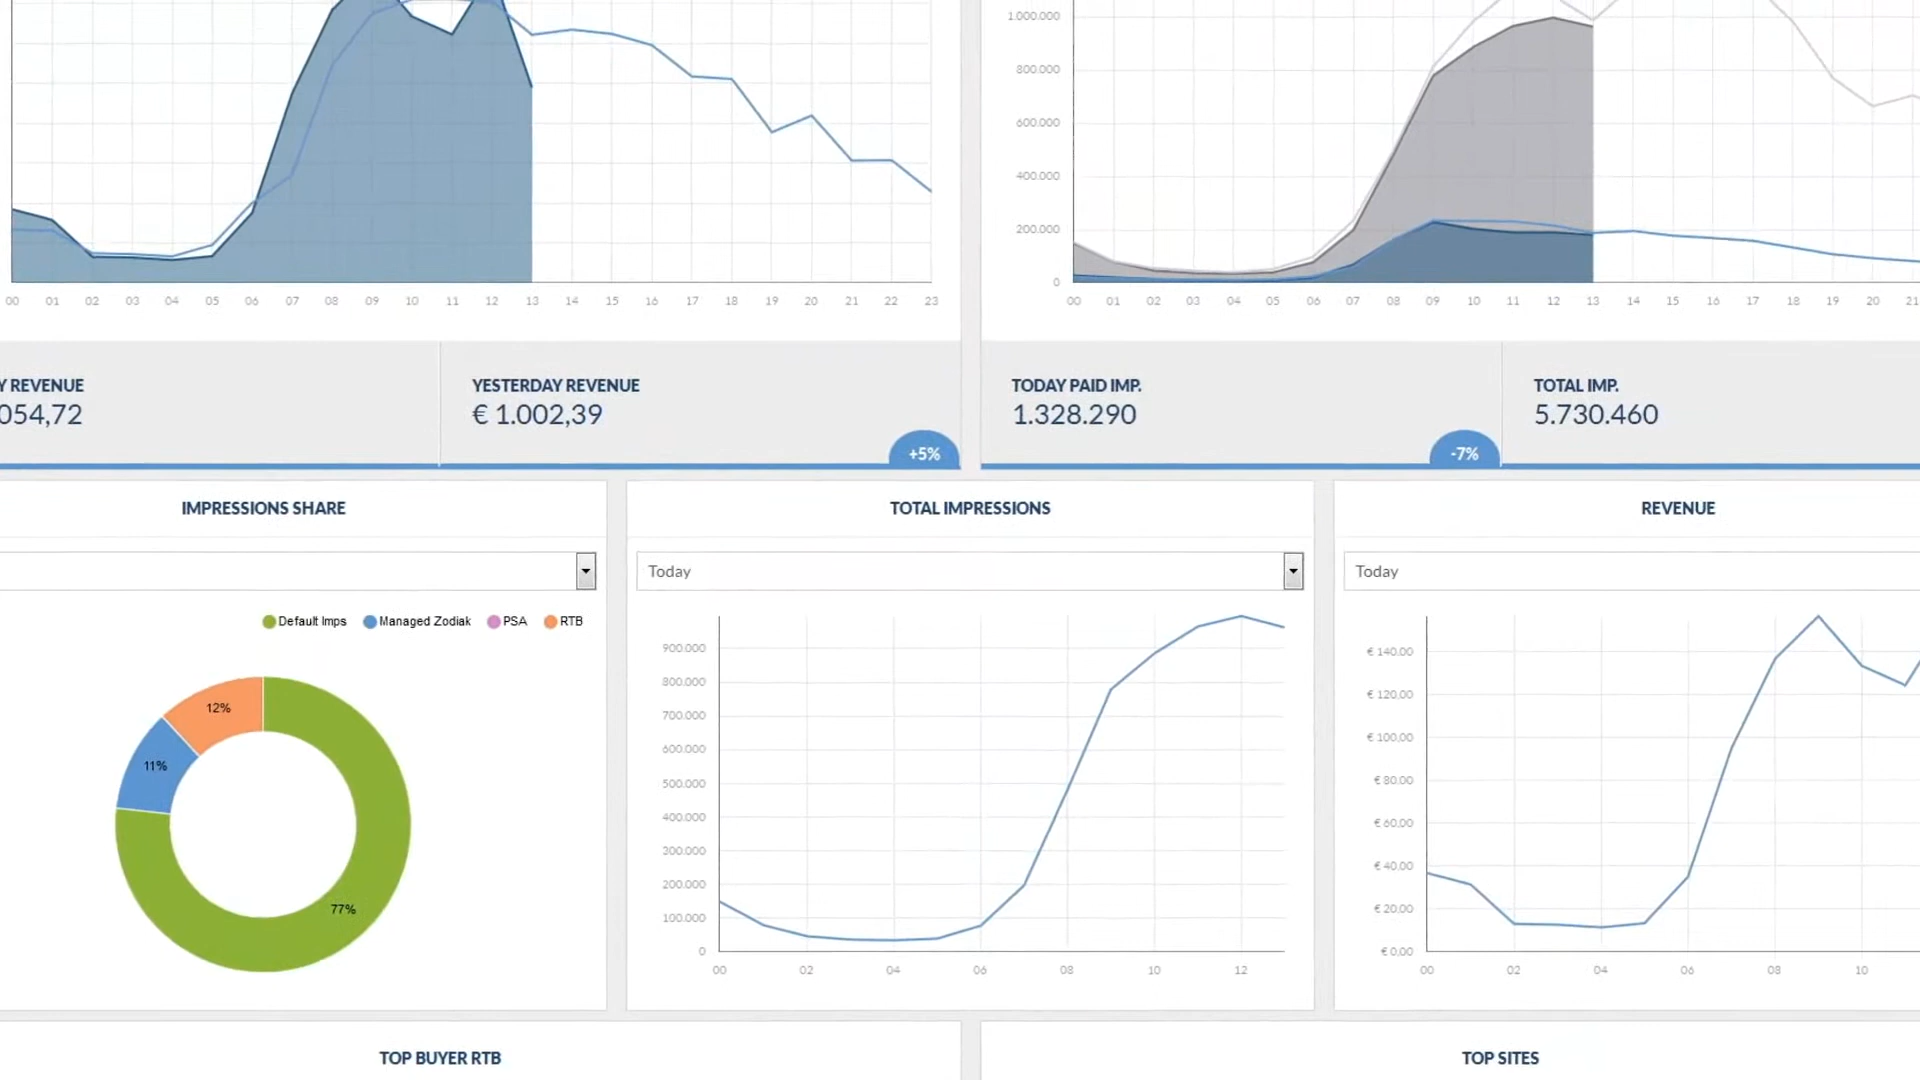 1.000.000
800.000
600.000
400.000
200.000
0
00 01 02 03 04 05 06 07 08 09 10 11 12 13 14 15 16 17 18 19 20 21 22 23
00 01 02 03 04 05 06 07 08 09 10 11 12 13 14 15 16 17 18 19 20 21
Y REVENUE
054,72
YESTERDAY REVENUE
€ 1.002,39
+5%
TODAY PAID IMP.
1.328.290
-7%
TOTAL IMP.
5.730.460
IMPRESSIONS SHARE
Default Imps Managed Zodiak PSA RTB
12%
11%
77%
TOTAL IMPRESSIONS
Today
900.000
800.000
700.000
600.000
500.000
400.000
300.000
200.000
100.000
0
00 02 04 06 08 10 12
REVENUE
Today
€ 140.00
€ 120.00
€ 100.00
€ 80.00
€ 60.00
€ 40.00
€ 20.00
€ 0.00
00 02 04 06 08 10
TOP BUYER RTB
TOP SITES